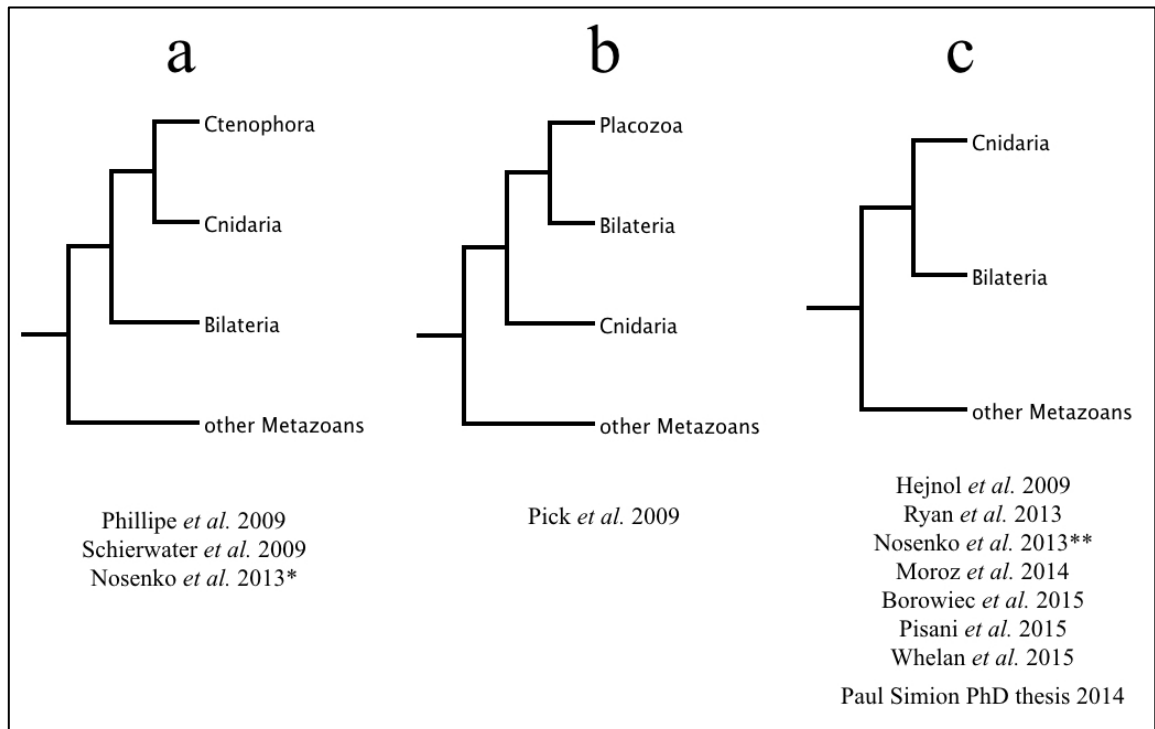 a
Ctenophora
Cnidaria
Bilateria
other Metazoans
Phillipe et al. 2009
Schierwater et al. 2009
Nosenko et al. 2013*
b
Placozoa
Bilateria
Cnidaria
other Metazoans
Pick et al. 2009
c
Cnidaria
Bilateria
other Metazoans
Hejnol et al. 2009
Ryan et al. 2013
Nosenko et al. 2013**
Moroz et al. 2014
Borowiec et al. 2015
Pisani et al. 2015
Whelan et al. 2015
Paul Simion PhD thesis 2014